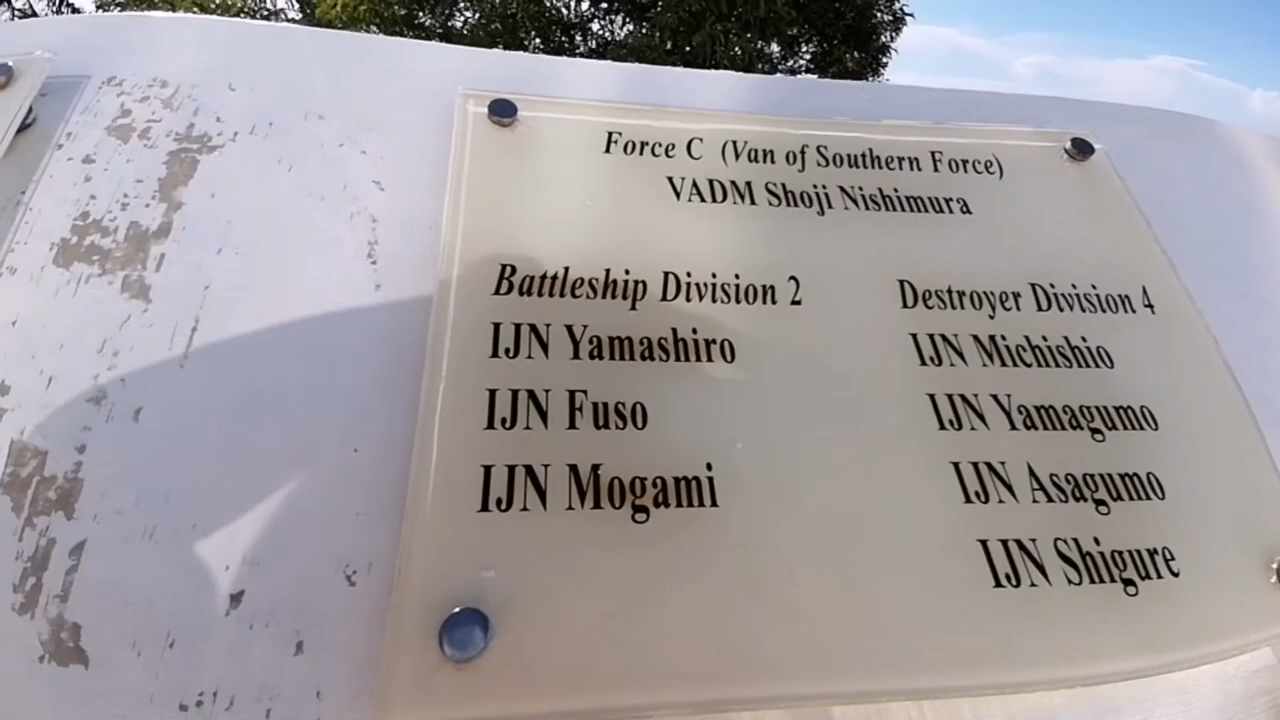 Force C (Van of Southern Force)
VADM Shoji Nishimura
Battleship Division 2
IJN Yamashiro
IJN Fuso
IJN Mogami
Destroyer Division 4
IJN Michishio
IJN Yamagumo
IJN Asagumo
IJN Shigure